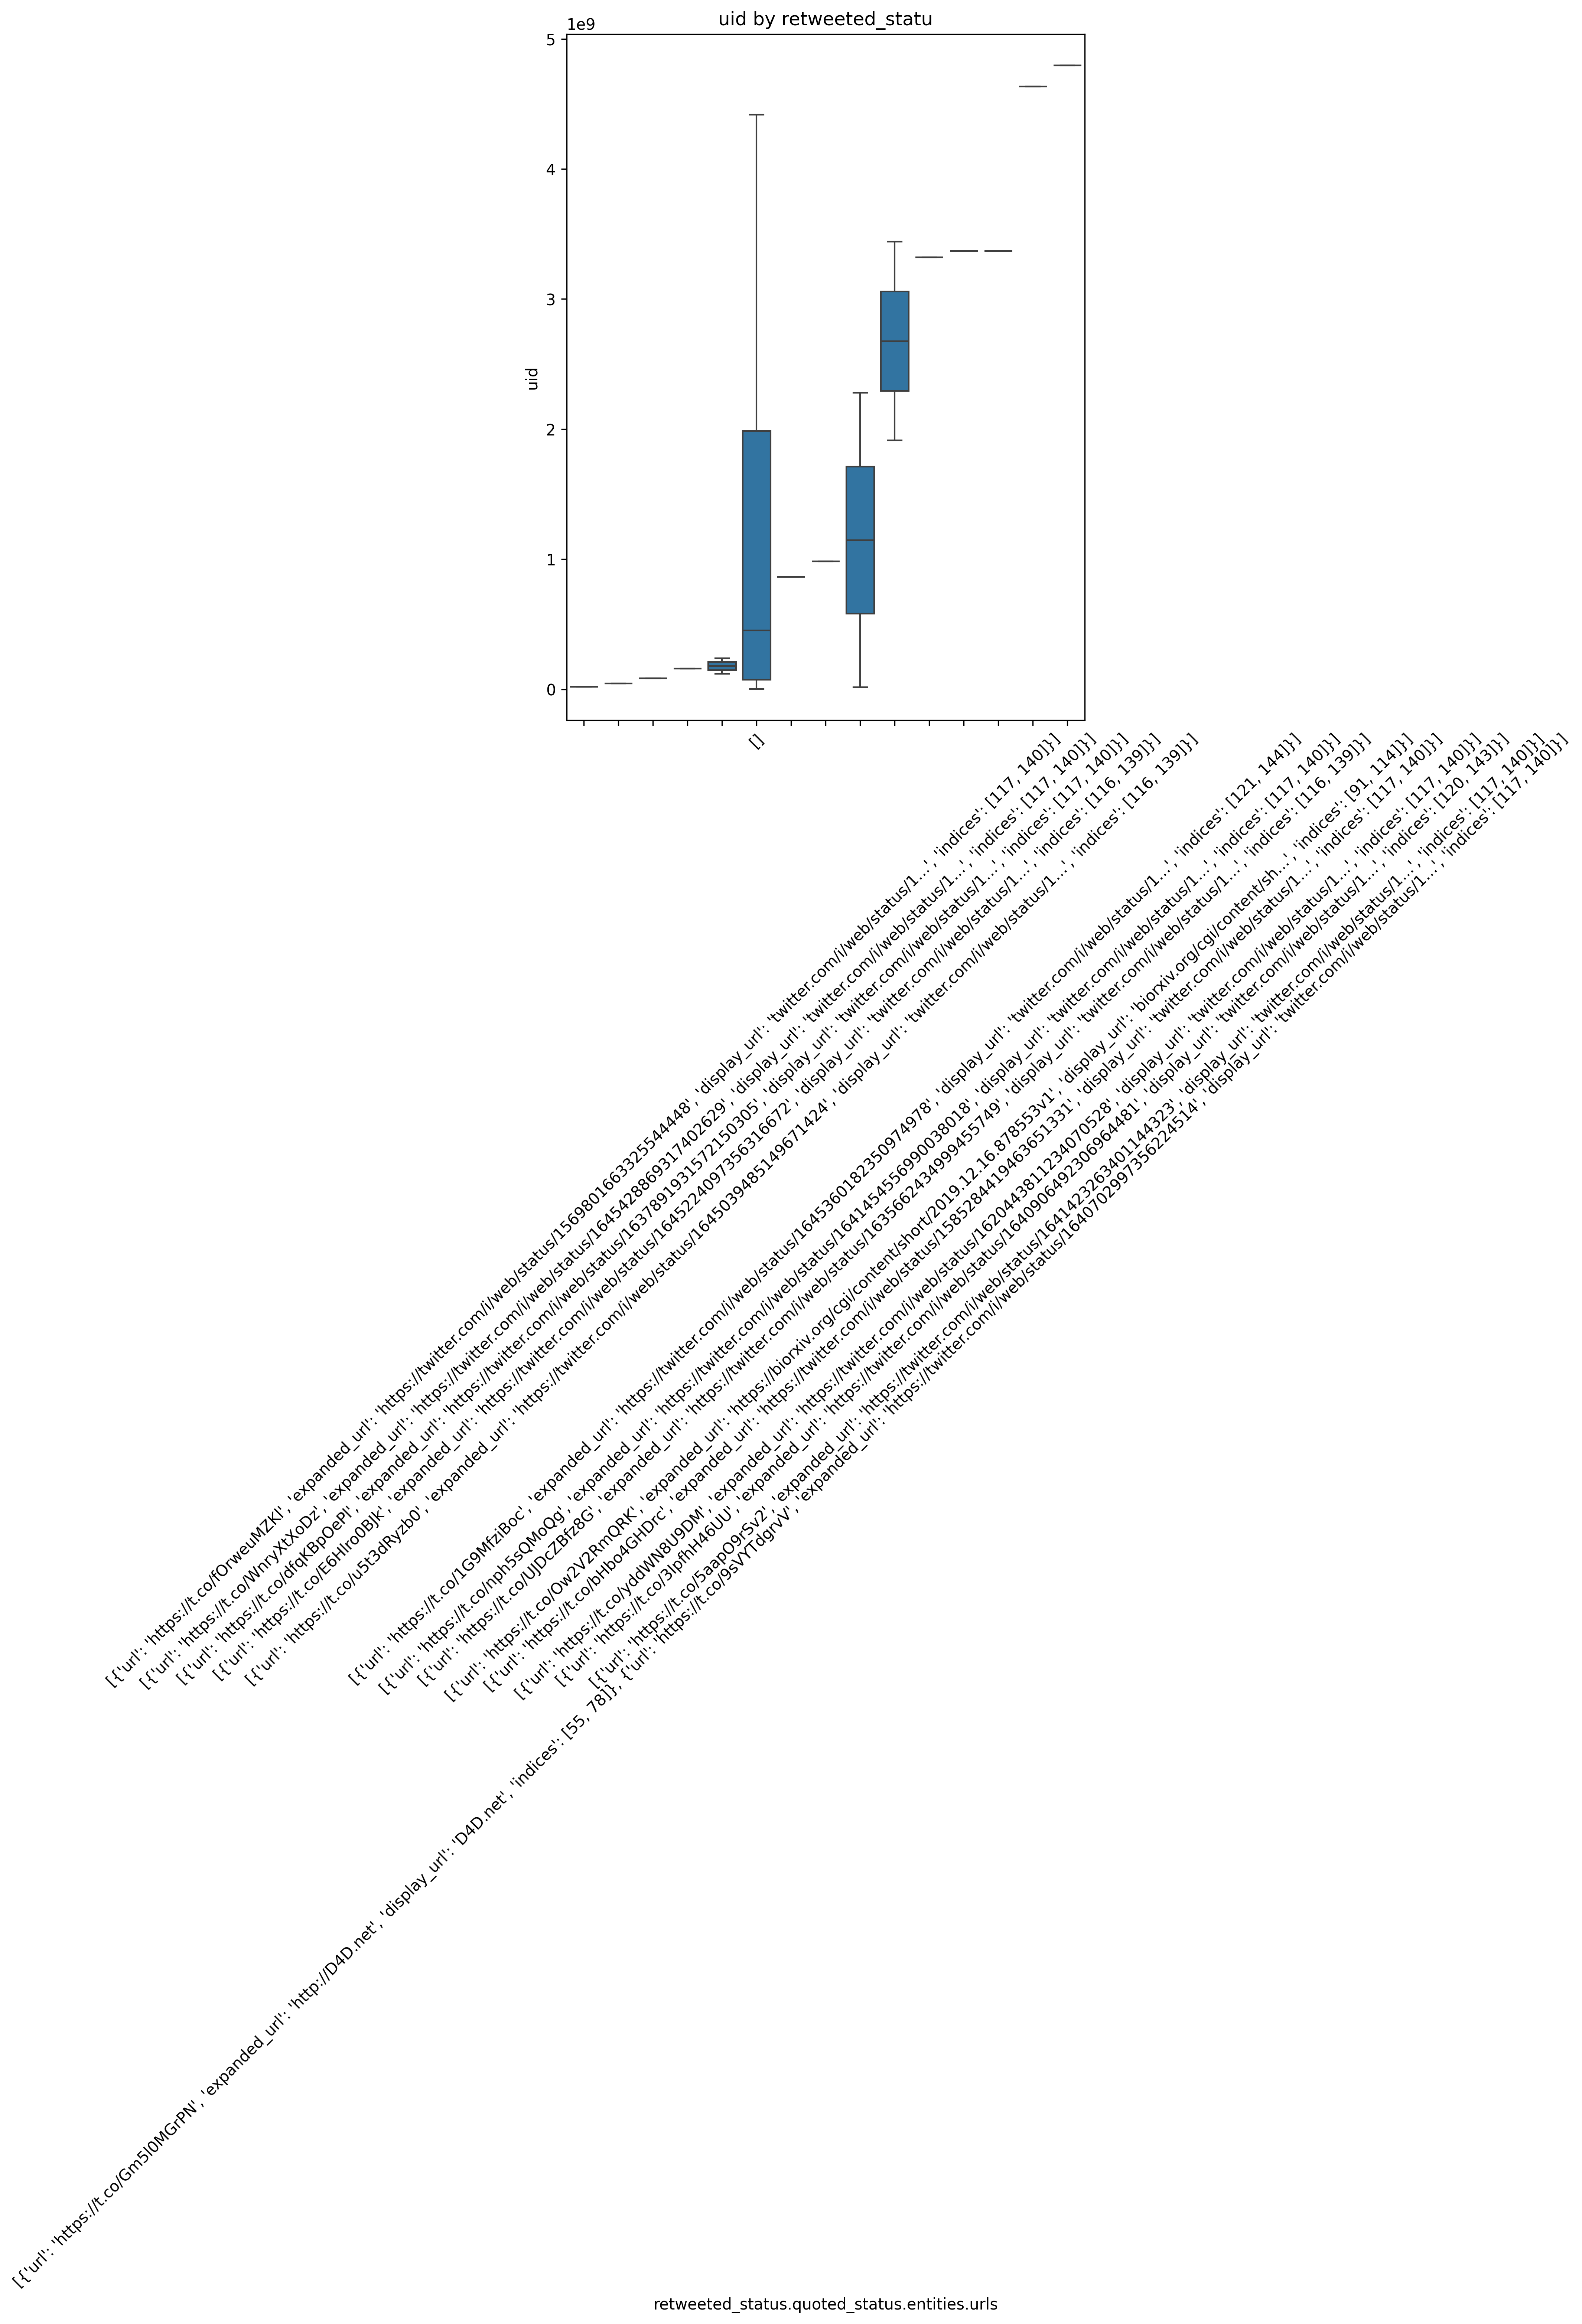 uid by retweeted_statu
1e9
5
4
3
2
1
0
uid
[{'url': 'https://t.co/fOrweuMZKl', 'expanded_url': 'https://twitter.com/i/web/status/1569801663325544448', 'display_url': 'twitter.com/i/web/status/1…', 'indices': [117, 140]}]
[{'url': 'https://t.co/WnryXtXoDz', 'expanded_url': 'https://twitter.com/i/web/status/1645428869317402629', 'display_url': 'twitter.com/i/web/status/1…', 'indices': [117, 140]}]
[{'url': 'https://t.co/dfqKBpOePl', 'expanded_url': 'https://twitter.com/i/web/status/1637891931572150305', 'display_url': 'twitter.com/i/web/status/1…', 'indices': [117, 140]}]
[{'url': 'https://t.co/E6Hlro0BJk', 'expanded_url': 'https://twitter.com/i/web/status/1645224097356316672', 'display_url': 'twitter.com/i/web/status/1…', 'indices': [116, 139]}]
[{'url': 'https://t.co/u5t3dRyzb0', 'expanded_url': 'https://twitter.com/i/web/status/1645039485149671424', 'display_url': 'twitter.com/i/web/status/1…', 'indices': [116, 139]}]
[]
[{'url': 'https://t.co/1G9MfziBoc', 'expanded_url': 'https://twitter.com/i/web/status/1645360182350974978', 'display_url': 'twitter.com/i/web/status/1…', 'indices': [121, 144]}]
[{'url': 'https://t.co/nph5sQMoQg', 'expanded_url': 'https://twitter.com/i/web/status/1641454556990038018', 'display_url': 'twitter.com/i/web/status/1…', 'indices': [117, 140]}]
[{'url': 'https://t.co/UJDcZBfz8G', 'expanded_url': 'https://twitter.com/i/web/status/1635662434999455749', 'display_url': 'twitter.com/i/web/status/1…', 'indices': [116, 139]}]
[{'url': 'https://t.co/Ow2V2RmQRK', 'expanded_url': 'https://biorxiv.org/cgi/content/short/2019.12.16.878553v1', 'display_url': 'biorxiv.org/cgi/content/sh…', 'indices': [91, 114]}]
[{'url': 'https://t.co/bHbo4GHDrc', 'expanded_url': 'https://twitter.com/i/web/status/1585284419463651331', 'display_url': 'twitter.com/i/web/status/1…', 'indices': [117, 140]}]
[{'url': 'https://t.co/yddWN8U9DM', 'expanded_url': 'https://twitter.com/i/web/status/1620443811234070528', 'display_url': 'twitter.com/i/web/status/1…', 'indices': [117, 140]}]
[{'url': 'https://t.co/3IpfhH46UU', 'expanded_url': 'https://twitter.com/i/web/status/1640906492306964481', 'display_url': 'twitter.com/i/web/status/1…', 'indices': [120, 143]}]
[{'url': 'https://t.co/5aapO9rSv2', 'expanded_url': 'https://twitter.com/i/web/status/1641423263401144323', 'display_url': 'twitter.com/i/web/status/1…', 'indices': [117, 140]}]
[{'url': 'https://t.co/Gm5l0MGrPN', 'expanded_url': 'http://D4D.net', 'display_url': 'D4D.net', 'indices': [55, 78]}, {'url': 'https://t.co/9sVYTdgrvV', 'expanded_url': 'https://twitter.com/i/web/status/1640702997356224514', 'display_url': 'twitter.com/i/web/status/1…', 'indices': [117, 140]}]
retweeted_status.quoted_status.entities.urls